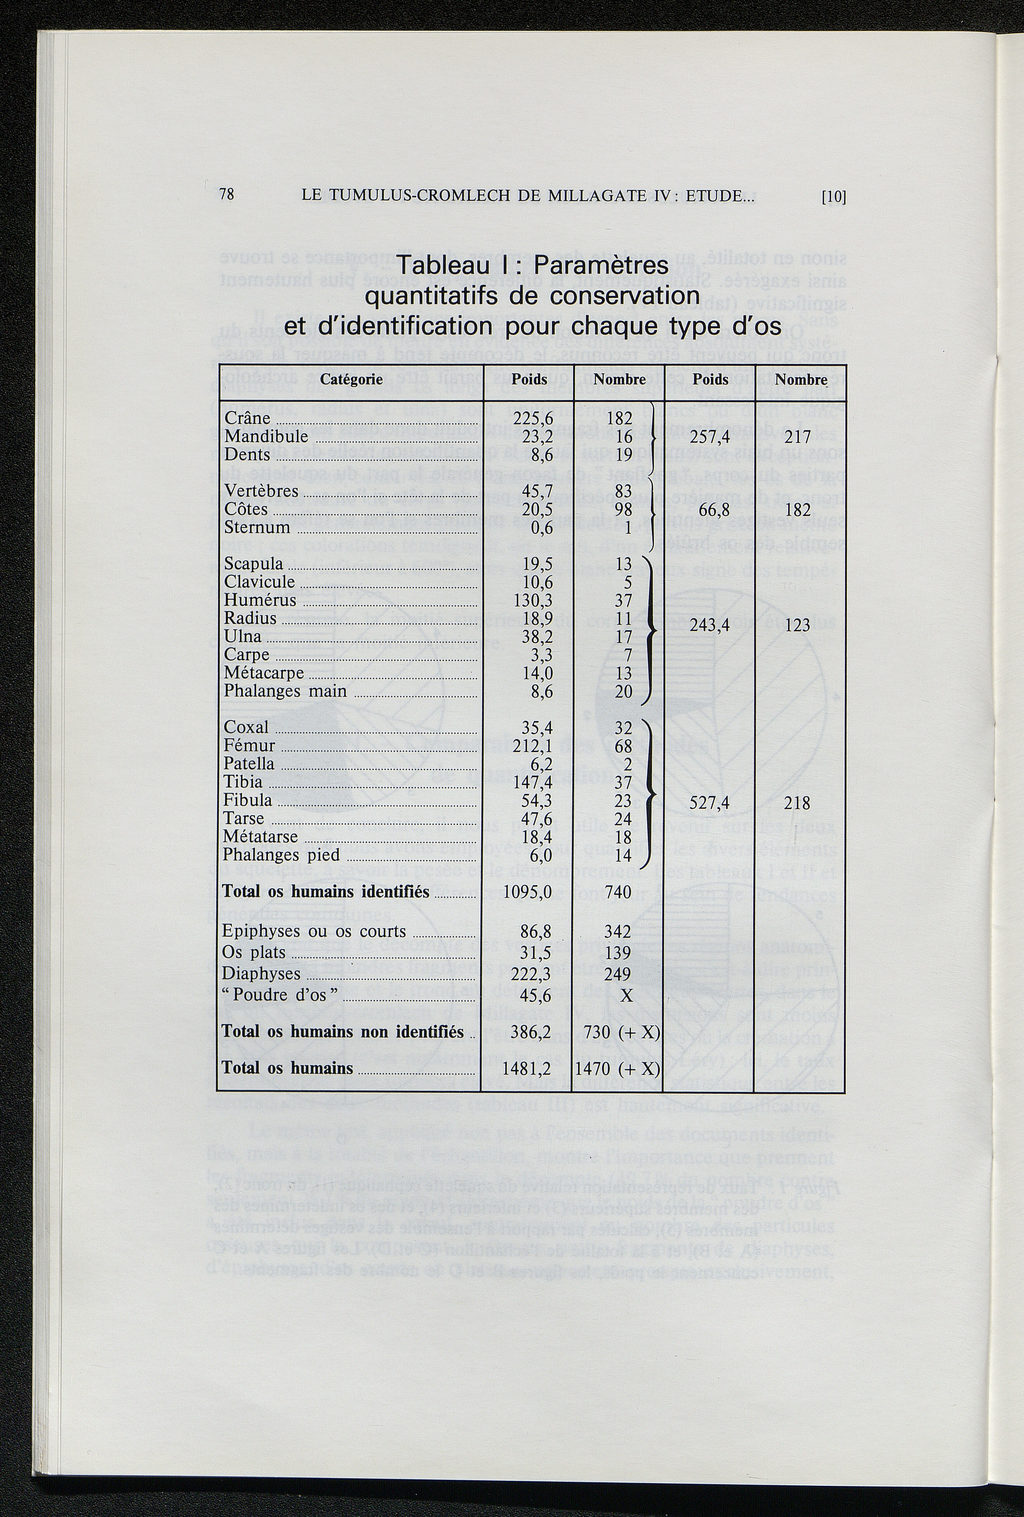 78 LE TUMULUS-CROMLECH DE MILLAGATE IV : ETUDE... [10]
Tableau I : Paramètres
quantitatifs de conservation
et d'identification pour chaque type d'os
Catégorie Poids Nombre Poids Nombre
Crâne 225,6 182
Mandibule 23,2 16 257,4 217
Dents 8,6 19
Vertèbres 45,7 83
Côtes 20,5 98 66,8 182
Sternum 0,6 1
Scapula 19,5 13
Clavicule 10,6 5
Humérus 130,3 37
Radius 18,9 11 243,4 123
Ulna 38,2 17
Carpe 3,3 7
Métacarpe 14,0 13
Phalanges main 8,6 20
Coxal 35,4 32
Fémur 212,1 68
Patella 6,2 2
Tibia 147,4 37
Fibula 54,3 23 527,4 218
Tarse 47,6 24
Métatarse 18,4 18
Phalanges pied 6,0 14
Total os humains identifiés 1095,0 740
Epiphyses ou os courts 86,8 342
Os plats 31,5 139
Diaphyses 222,3 249
“ Poudre d'os ” 45,6 X
Total os humains non identifiés 386,2 730 (+ X)
Total os humains 1481,2 1470 (+ X)